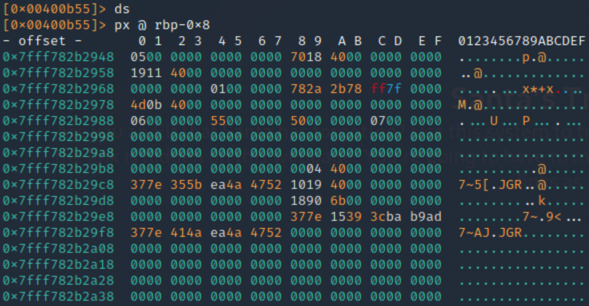 [0×00400b55]> ds
[0×00400b55]> px @ rbp-0×8
- offset - 0 1 2 3 4 5 6 7 8 9 A B C D E F 0123456789ABCDEF
0×7fff782b2948 0500 0000 0000 0000 7018 4000 0000 0000 ........p.@.....
0×7fff782b2958 1911 4000 0000 0000 0000 0000 0000 0000 ..@.............
0×7fff782b2968 0000 0000 0100 0000 782a 2b78 ff7f 0000 ........x*+x....
0×7fff782b2978 4d0b 4000 0000 0000 0000 0000 0000 0000 M.@.............
0×7fff782b2988 0600 0000 5500 0000 5000 0000 0700 0000 ....U...P.......
0×7fff782b2998 0000 0000 0000 0000 0000 0000 0000 0000 ................
0×7fff782b29a8 0000 0000 0000 0000 0000 0000 0000 0000 ................
0×7fff782b29b8 0000 0000 0000 0000 0004 4000 0000 0000 ..........@.....
0×7fff782b29c8 377e 355b ea4a 4752 1019 4000 0000 0000 7~5[.JGR..@.....
0×7fff782b29d8 0000 0000 0000 0000 1890 6b00 0000 0000 ..........k.....
0×7fff782b29e8 0000 0000 0000 0000 377e 1539 3cba b9ad ........7~.9<...
0×7fff782b29f8 377e 414a ea4a 4752 0000 0000 0000 0000 7~AJ.JGR........
0×7fff782b2a08 0000 0000 0000 0000 0000 0000 0000 0000 ................
0×7fff782b2a18 0000 0000 0000 0000 0000 0000 0000 0000 ................
0×7fff782b2a28 0000 0000 0000 0000 0000 0000 0000 0000 ................
0×7fff782b2a38 0000 0000 0000 0000 0000 0000 0000 0000 ................